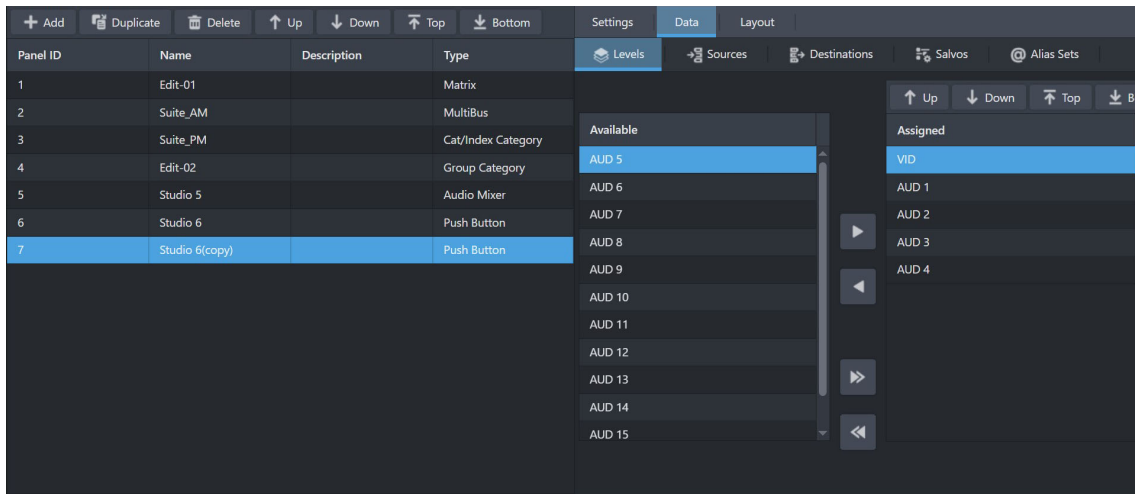 Add Duplicate Delete Up Down Top Bottom
Panel ID Name Description Type
1 Edit-01 Matrix
2 Suite_AM MultiBus
3 Suite_PM Cat/Index Category
4 Edit-02 Group Category
5 Studio 5 Audio Mixer
6 Studio 6 Push Button
7 Studio 6(copy) Push Button
Settings Data Layout
Levels Sources Destinations Salvos @ Alias Sets
Available
AUD 5
AUD 6
AUD 7
AUD 8
AUD 9
AUD 10
AUD 11
AUD 12
AUD 13
AUD 14
AUD 15
Up Down Top B
Assigned
VID
AUD 1
AUD 2
AUD 3
AUD 4